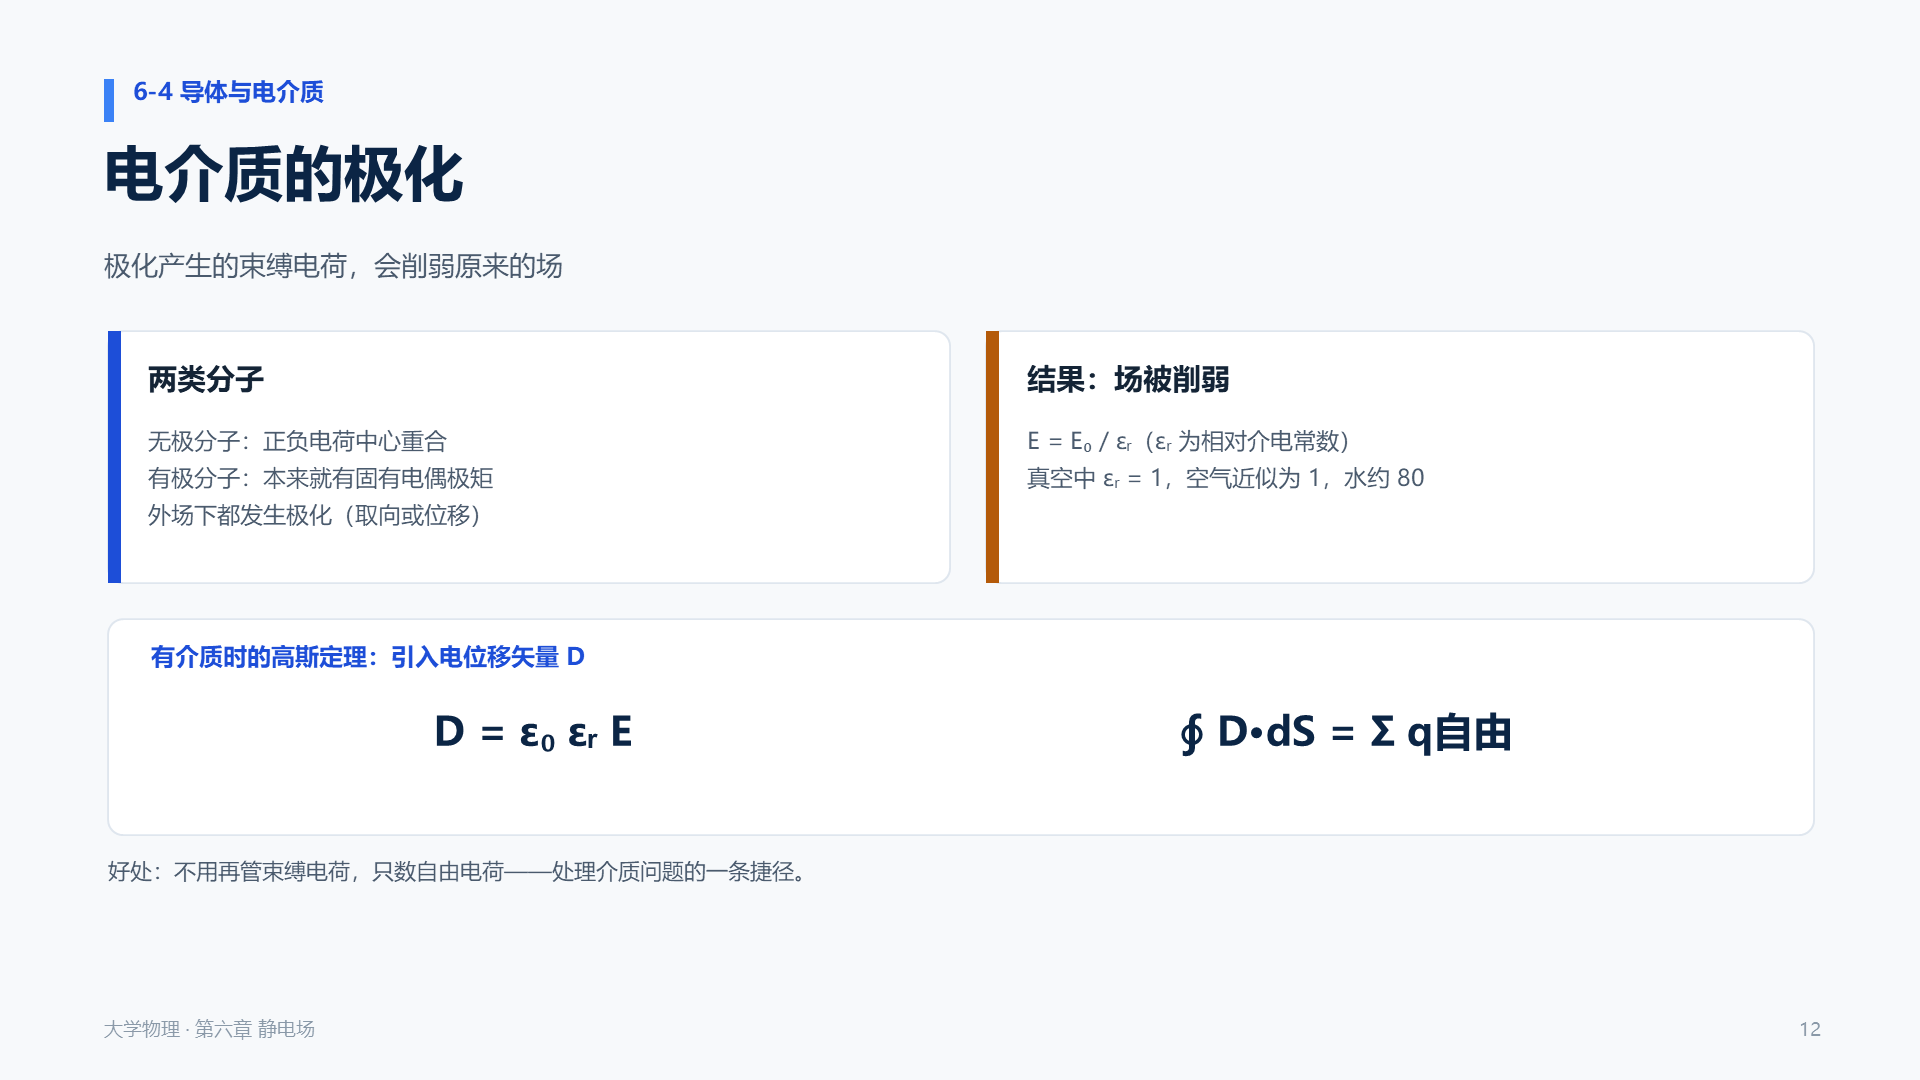 6-4 导体与电介质
电介质的极化
极化产生的束缚电荷，会削弱原来的场
两类分子
无极分子：正负电荷中心重合
有极分子：本来就有固有电偶极矩
外场下都发生极化（取向或位移）
结果：场被削弱
E = E₀ / εᵣ（εᵣ 为相对介电常数）
真空中 εᵣ = 1，空气近似为 1，水约 80
有介质时的高斯定理：引入电位移矢量 D
D = ε₀ εᵣ E
∮ D•dS = Σ q自由
好处：不用再管束缚电荷，只数自由电荷——处理介质问题的一条捷径。
大学物理 · 第六章 静电场
12